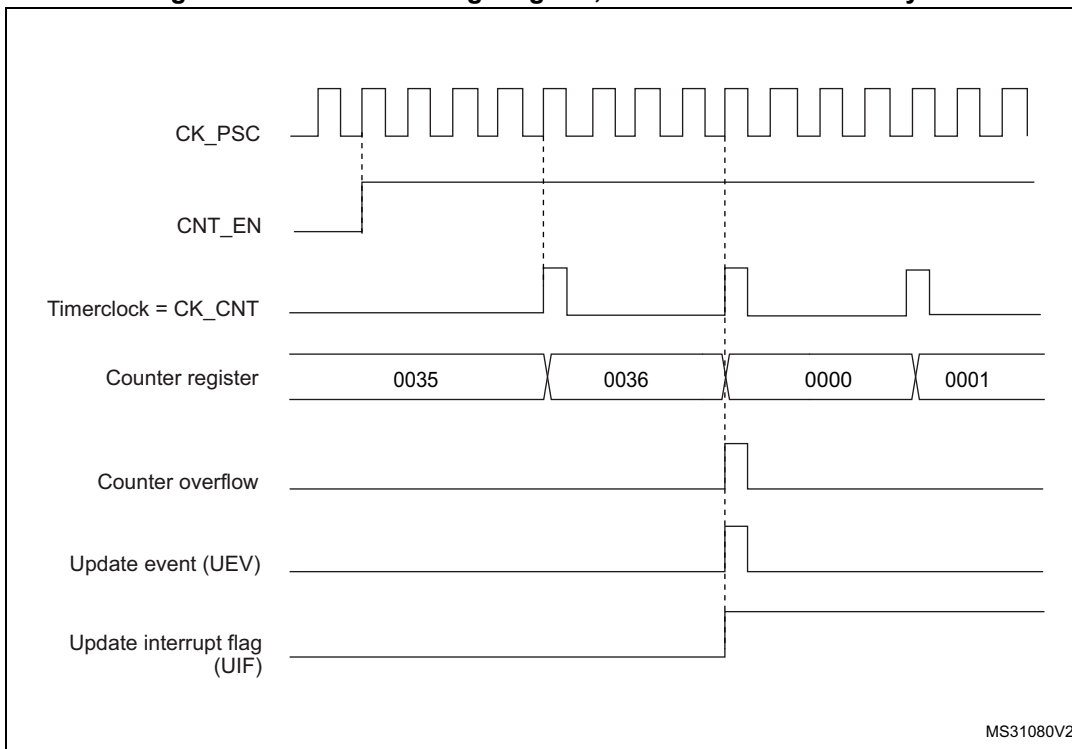 CK_PSC
CNT_EN
Timerclock = CK_CNT
Counter register
0035
0036
0000
0001
Counter overflow
Update event (UEV)
Update interrupt flag
(UIF)
MS31080V2